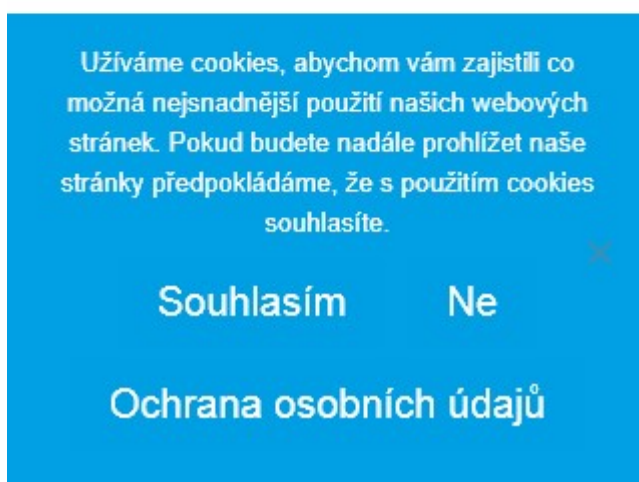 Užíváme cookies, abychom vám zajistili co
možná nejsnadnější použití našich webových
stránek. Pokud budete nadále prohlížet naše
stránky předpokládáme, že s použitím cookies
souhlasíte.
Souhlasím Ne
Ochrana osobních údajů